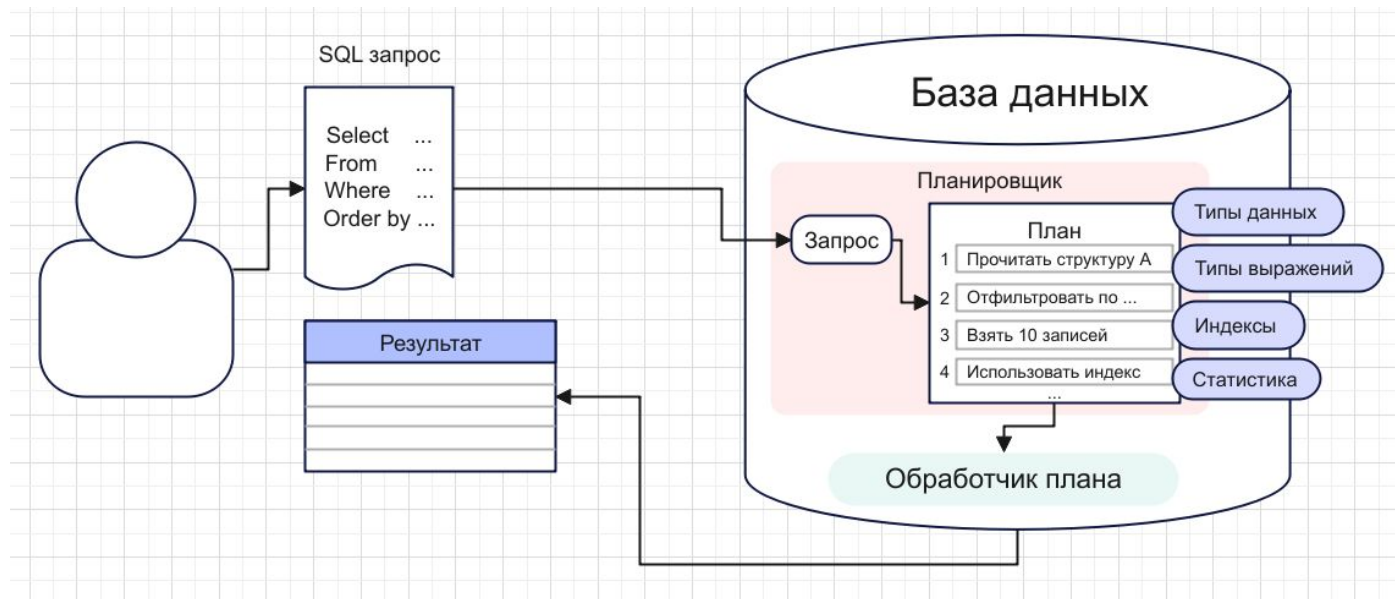 SQL запрос
Select ...
From ...
Where ...
Order by ...
Результат
База данных
Планировщик
Запрос
План
1 Прочитать структуру А
2 Отфильтровать по ...
3 Взять 10 записей
4 Использовать индекс
...
Типы данных
Типы выражений
Индексы
Статистика
Обработчик плана